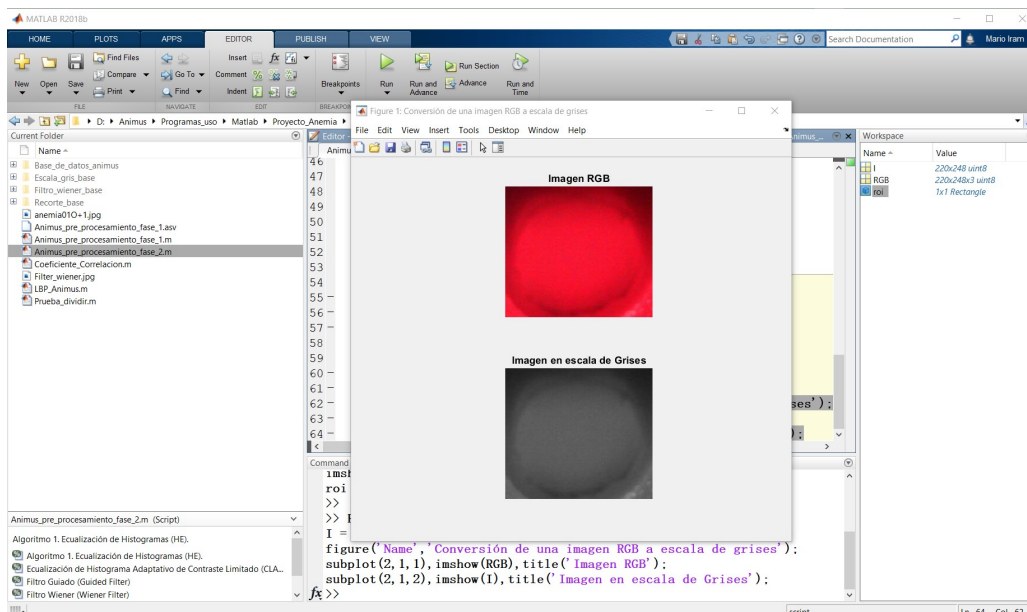 MATLAB R2018b
HOME PLOTS APPS EDITOR PUBLISH VIEW
Search Documentation
Mario Iram
New Open Save Find Files Compare Print
Go To Find
Insert fx
Comment
Indent
Breakpoints
Run
Run and Advance
Run Section
Advance
Run and Time
FILE NAVIGATE EDIT
D: Animus Programas_uso Matlab Proyecto_Anemia
Current Folder
Name
Base_de_datos_animus
Escala_gris_base
Filtro_wiener_base
Recorte_base
anemia01O+1.jpg
Animus_pre_procesamiento_fase_1.asv
Animus_pre_procesamiento_fase_1.m
Animus_pre_procesamiento_fase_2.m
Coeficiente_Correlacion.m
Filter_wiener.jpg
LBP_Animus.m
Prueba_dividir.m
Animus_pre_procesamiento_fase_2.m (Script)
Algoritmo 1. Ecualización de Histogramas (HE).
Algoritmo 1. Ecualización de Histogramas (HE).
Ecualización de Histograma Adaptativo de Contraste Limitado (CLA...
Filtro Guiado (Guided Filter)
Filtro Wiener (Wiener Filter)
Editor
46
47
48
49
50
51
52
53
54
55 –
56 –
57 –
58
59
60 –
61 –
62 –
63 –
64 –
ses');
);
Figure 1: Conversión de una imagen RGB a escala de grises
File Edit View Insert Tools Desktop Window Help
Imagen RGB
Imagen en escala de Grises
Command
roi
>>
>>
I =
figure('Name','Conversión de una imagen RGB a escala de grises');
subplot(2,1,1),imshow(RGB),title('Imagen RGB');
subplot(2,1,2),imshow(I),title('Imagen en escala de Grises');
fx >>
Workspace
Name Value
I 220x248 uint8
RGB 220x248x3 uint8
roi 1x1 Rectangle
script
Ln 64 Col 62